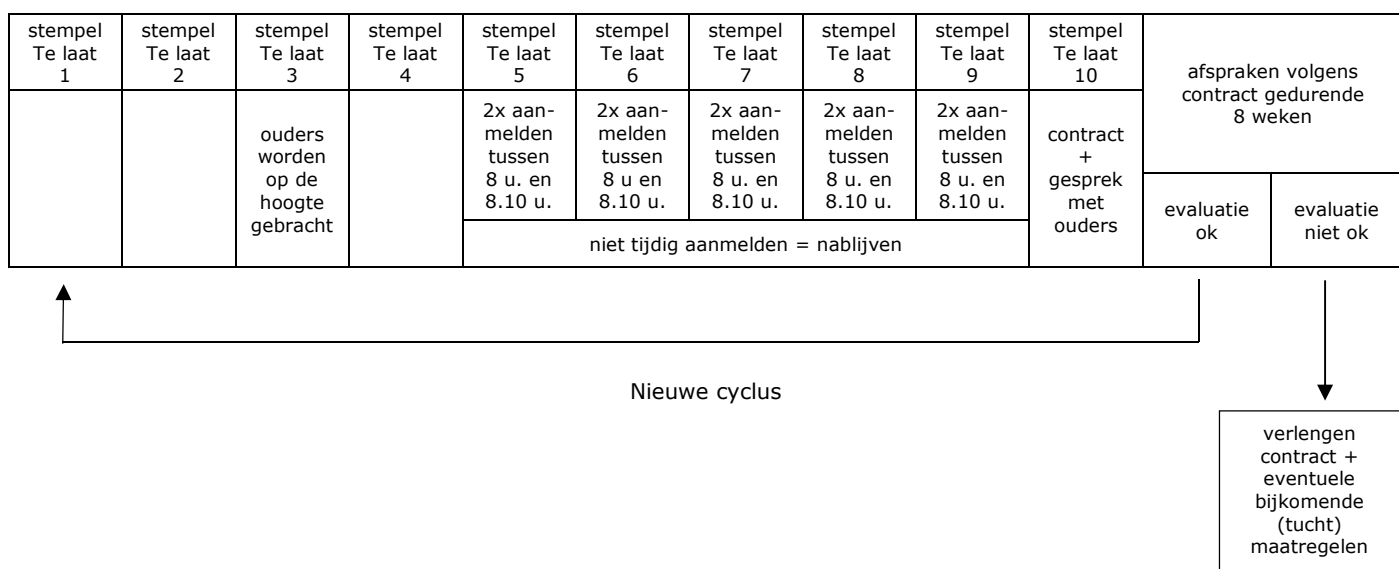 stempel
Te laat
1
stempel
Te laat
2
stempel
Te laat
3
stempel
Te laat
4
stempel
Te laat
5
stempel
Te laat
6
stempel
Te laat
7
stempel
Te laat
8
stempel
Te laat
9
stempel
Te laat
10
afspraken volgens
contract gedurende
8 weken
ouders
worden
op de
hoogte
gebracht
2x aan-
melden
tussen
8 u. en
8.10 u.
2x aan-
melden
tussen
8 u en
8.10 u.
2x aan-
melden
tussen
8 u. en
8.10 u.
2x aan-
melden
tussen
8 u. en
8.10 u.
2x aan-
melden
tussen
8 u. en
8.10 u.
niet tijdig aanmelden = nablijven
contract
+
gesprek
met
ouders
evaluatie
ok
evaluatie
niet ok
Nieuwe cyclus
verlengen
contract +
eventuele
bijkomende
(tucht)
maatregelen